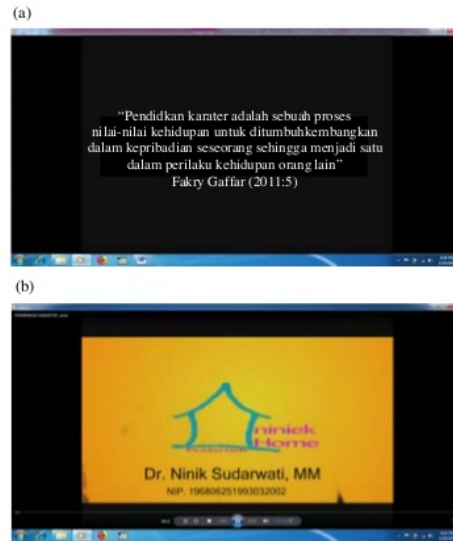 (a)
“Pendidkan karater adalah sebuah proses
nilai-nilai kehidupan untuk ditumbuhkembangkan
dalam kepribadian seseorang sehingga menjadi satu
dalam perilaku kehidupan orang lain”
Fakry Gaffar (2011:5)
(b)
niniek
Home
Dr. Ninik Sudarwati, MM
NIP. 196806251993032002